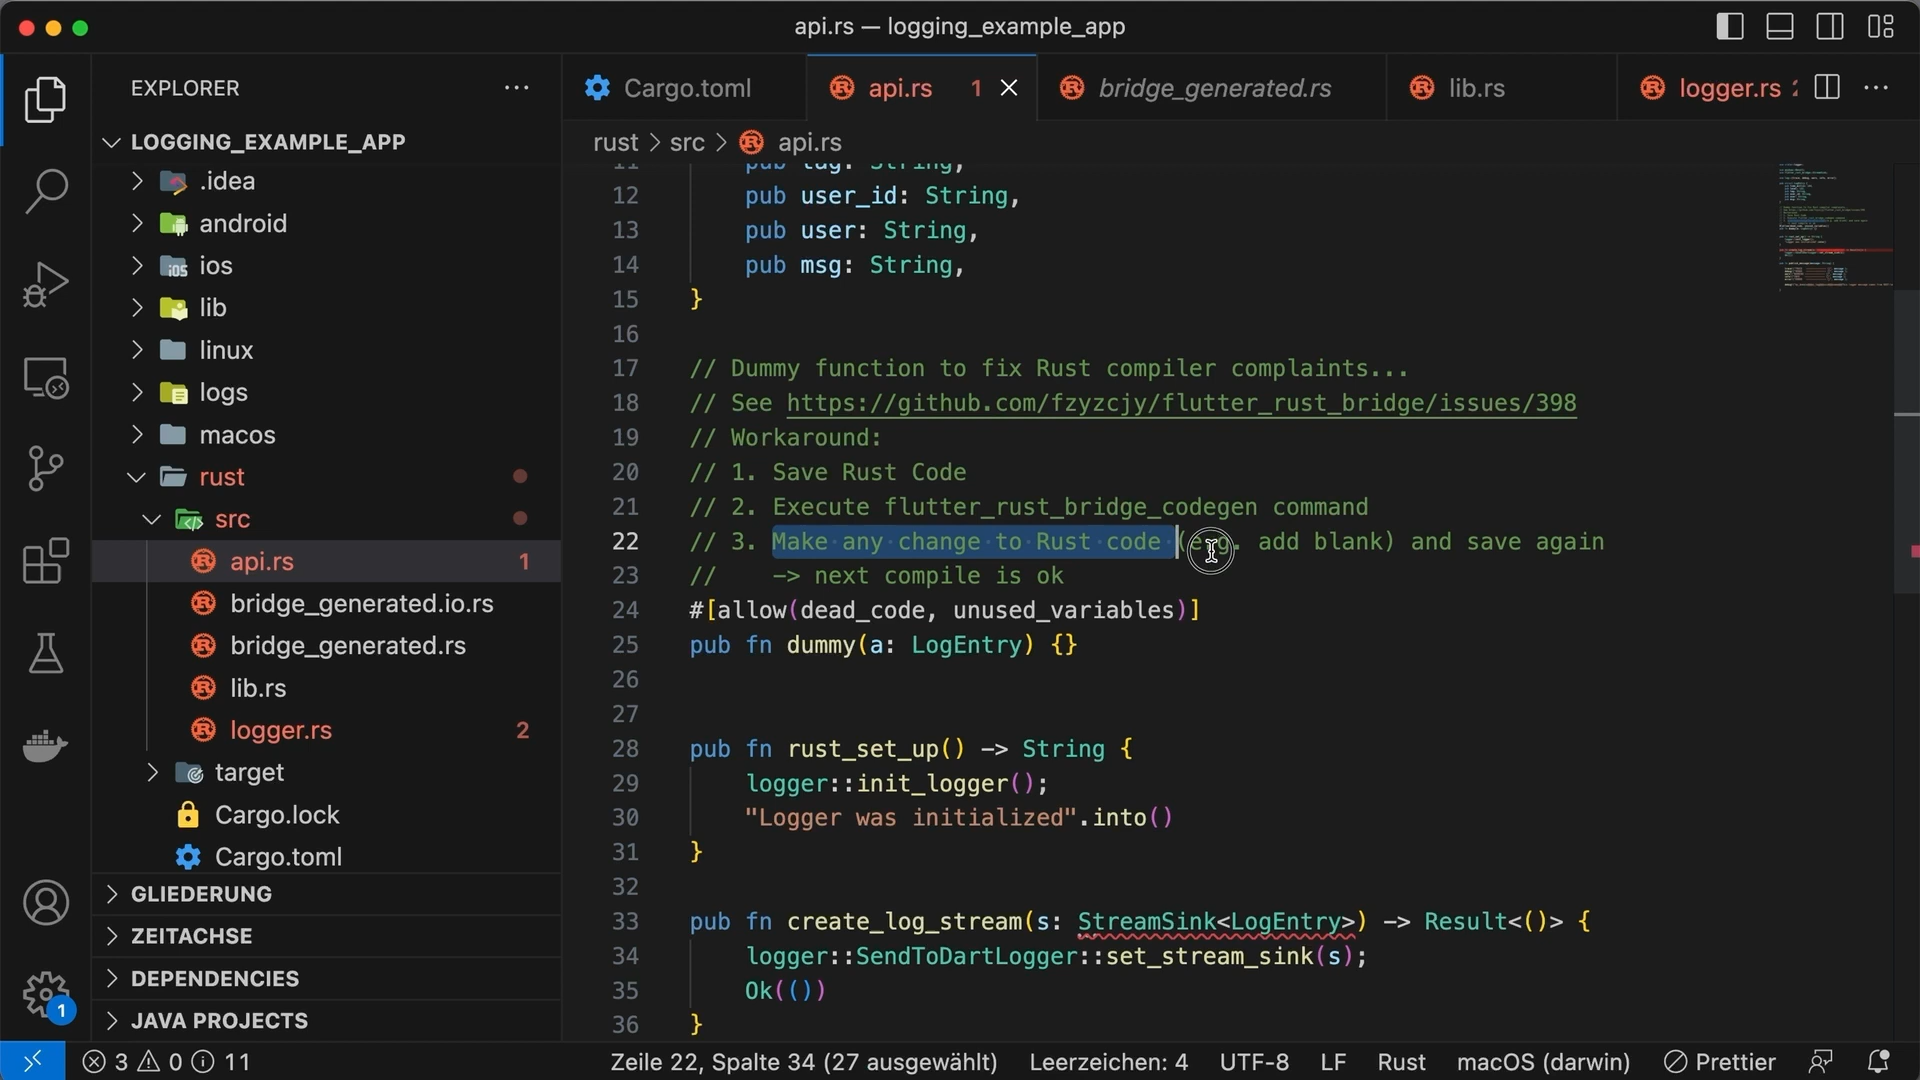 api.rs — logging_example_app
EXPLORER
Cargo.toml
api.rs 1
bridge_generated.rs
lib.rs
logger.rs
LOGGING_EXAMPLE_APP
rust > src > api.rs
.idea
android
ios
lib
linux
logs
macos
rust
src
api.rs 1
bridge_generated.io.rs
bridge_generated.rs
lib.rs
logger.rs 2
target
Cargo.lock
Cargo.toml
GLIEDERUNG
ZEITACHSE
DEPENDENCIES
JAVA PROJECTS
11 pub tag: String,
12 pub user_id: String,
13 pub user: String,
14 pub msg: String,
15 }
16
17 // Dummy function to fix Rust compiler complaints...
18 // See https://github.com/fzyzcjy/flutter_rust_bridge/issues/398
19 // Workaround:
20 // 1. Save Rust Code
21 // 2. Execute flutter_rust_bridge_codegen command
22 // 3. Make any change to Rust code (e.g. add blank) and save again
23 // -> next compile is ok
24 #[allow(dead_code, unused_variables)]
25 pub fn dummy(a: LogEntry) {}
26
27
28 pub fn rust_set_up() -> String {
29 logger::init_logger();
30 "Logger was initialized".into()
31 }
32
33 pub fn create_log_stream(s: StreamSink<LogEntry>) -> Result<()> {
34 logger::SendToDartLogger::set_stream_sink(s);
35 Ok(())
36 }
1
3 0 11
Zeile 22, Spalte 34 (27 ausgewählt) Leerzeichen: 4 UTF-8 LF Rust macOS (darwin) Prettier